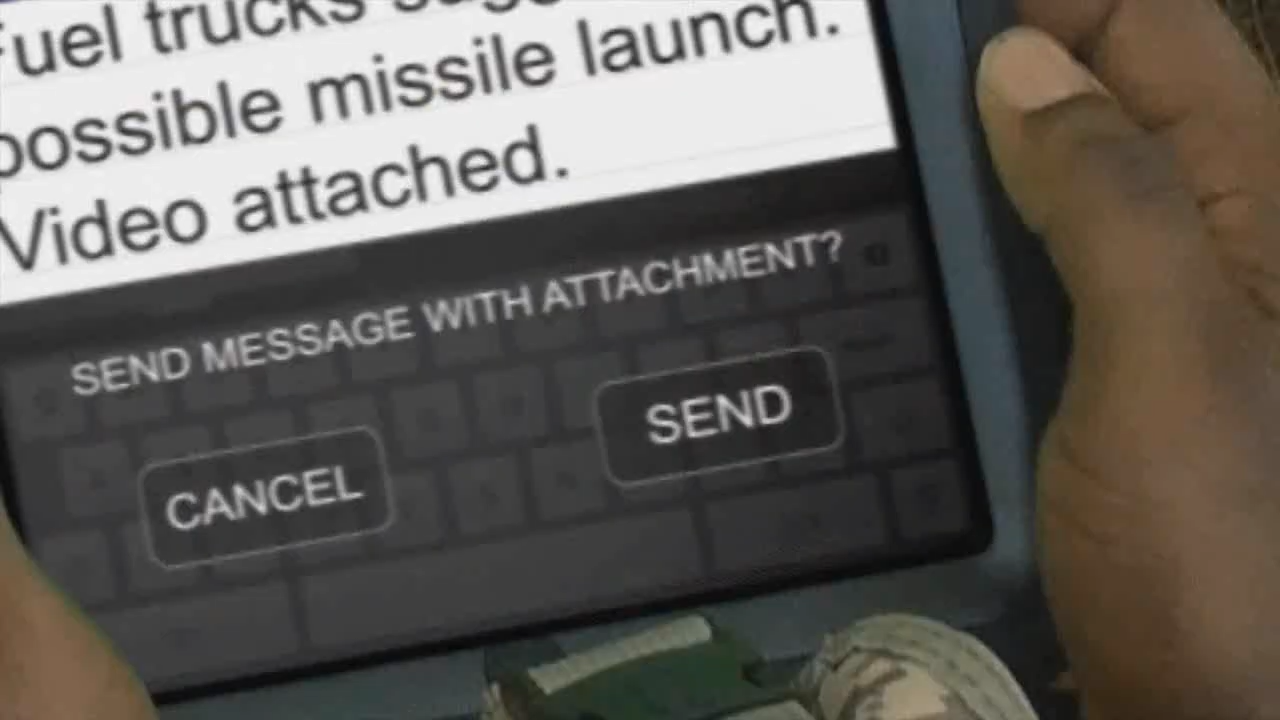 Fuel trucks
possible missile launch.
Video attached.
SEND MESSAGE WITH ATTACHMENT?
CANCEL
SEND